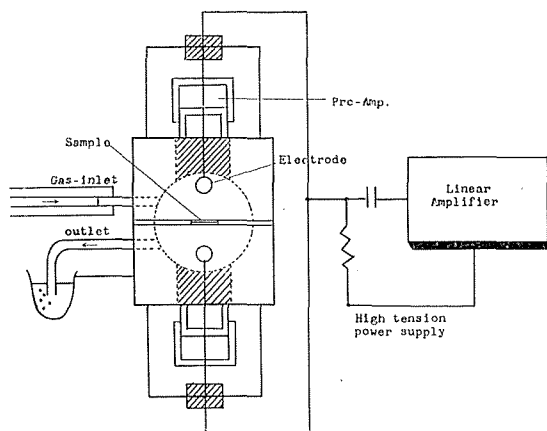 Pre-Amp.
Sample
Electrode
Gas-inlet
outlet
Linear
Amplifier
High tension
power supply